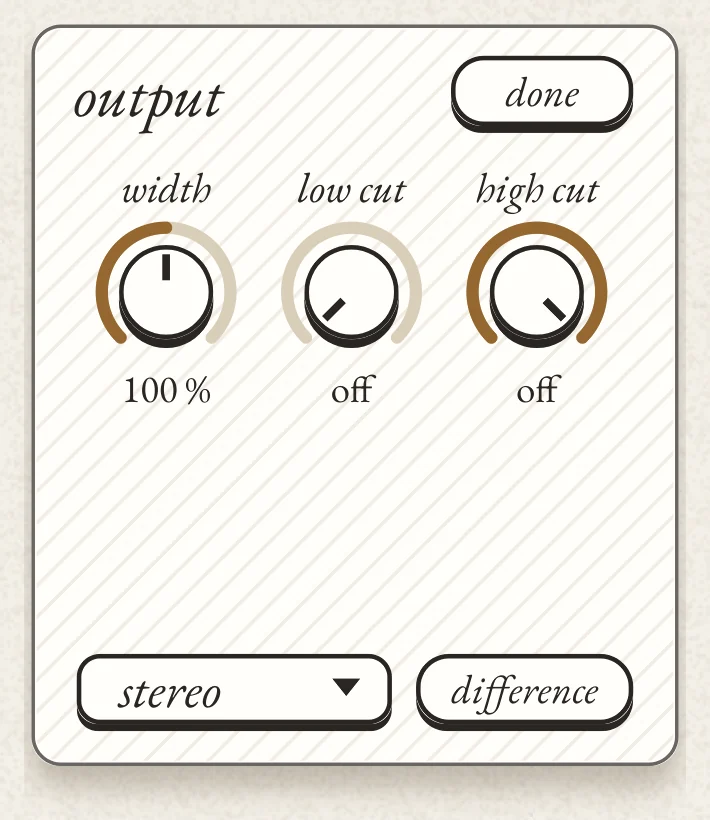 output
done
width low cut high cut
100 % off off
stereo
difference